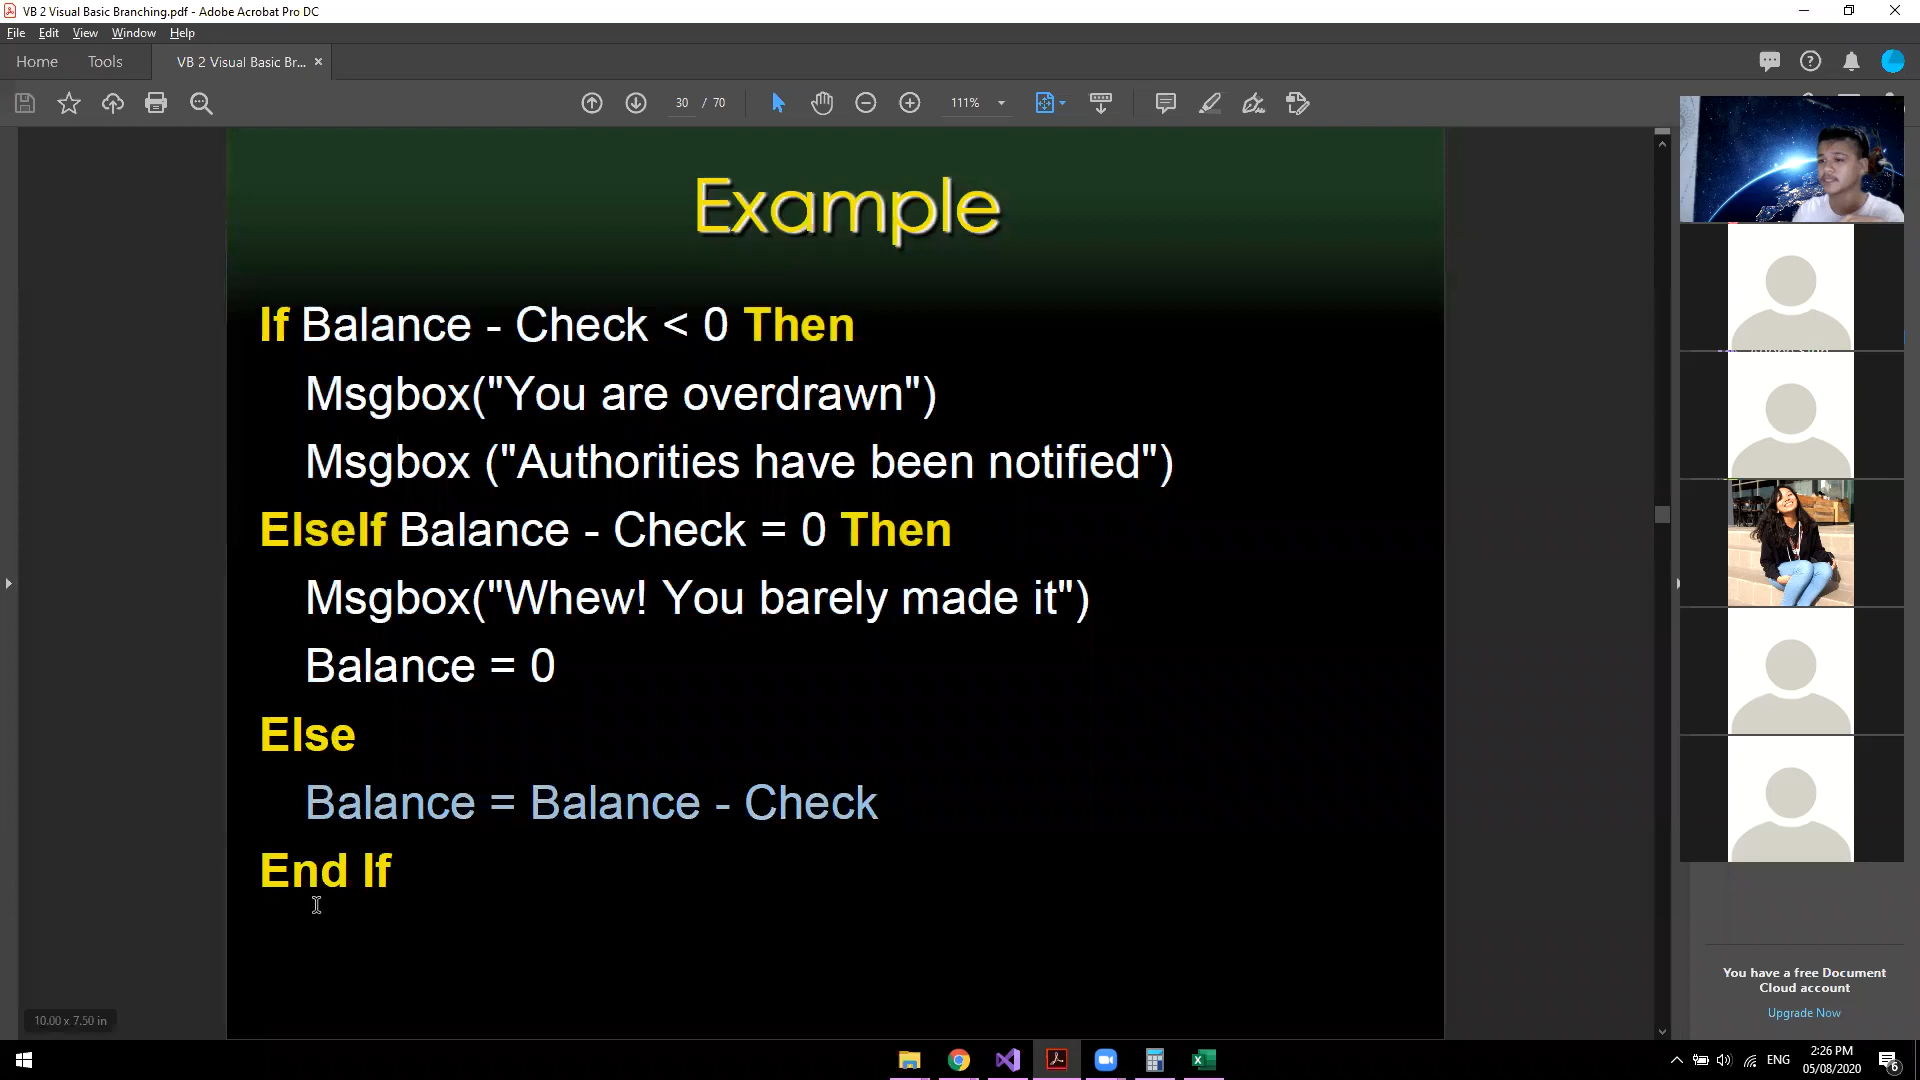 VB 2 Visual Basic Branching.pdf - Adobe Acrobat Pro DC
File Edit View Window Help
Home Tools VB 2 Visual Basic Br... ×
30 / 70 111%
Example
If Balance - Check < 0 Then
Msgbox("You are overdrawn")
Msgbox ("Authorities have been notified")
ElseIf Balance - Check = 0 Then
Msgbox("Whew! You barely made it")
Balance = 0
Else
Balance = Balance - Check
End If
10.00 x 7.50 in
You have a free Document
Cloud account
Upgrade Now
ENG
2:26 PM
05/08/2020
6